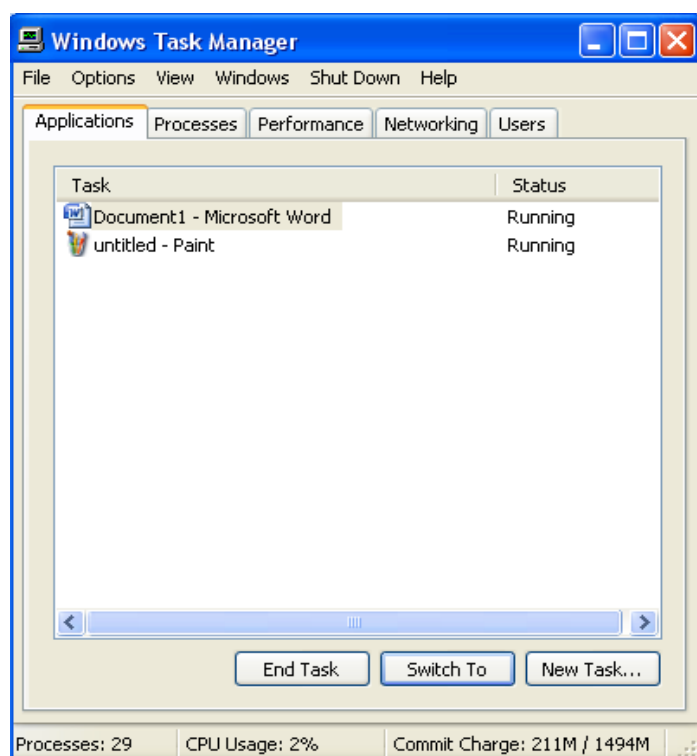 Windows Task Manager
File Options View Windows Shut Down Help
Applications Processes Performance Networking Users
Task Status
Document1 - Microsoft Word Running
untitled - Paint Running
End Task Switch To New Task...
Processes: 29 CPU Usage: 2% Commit Charge: 211M / 1494M